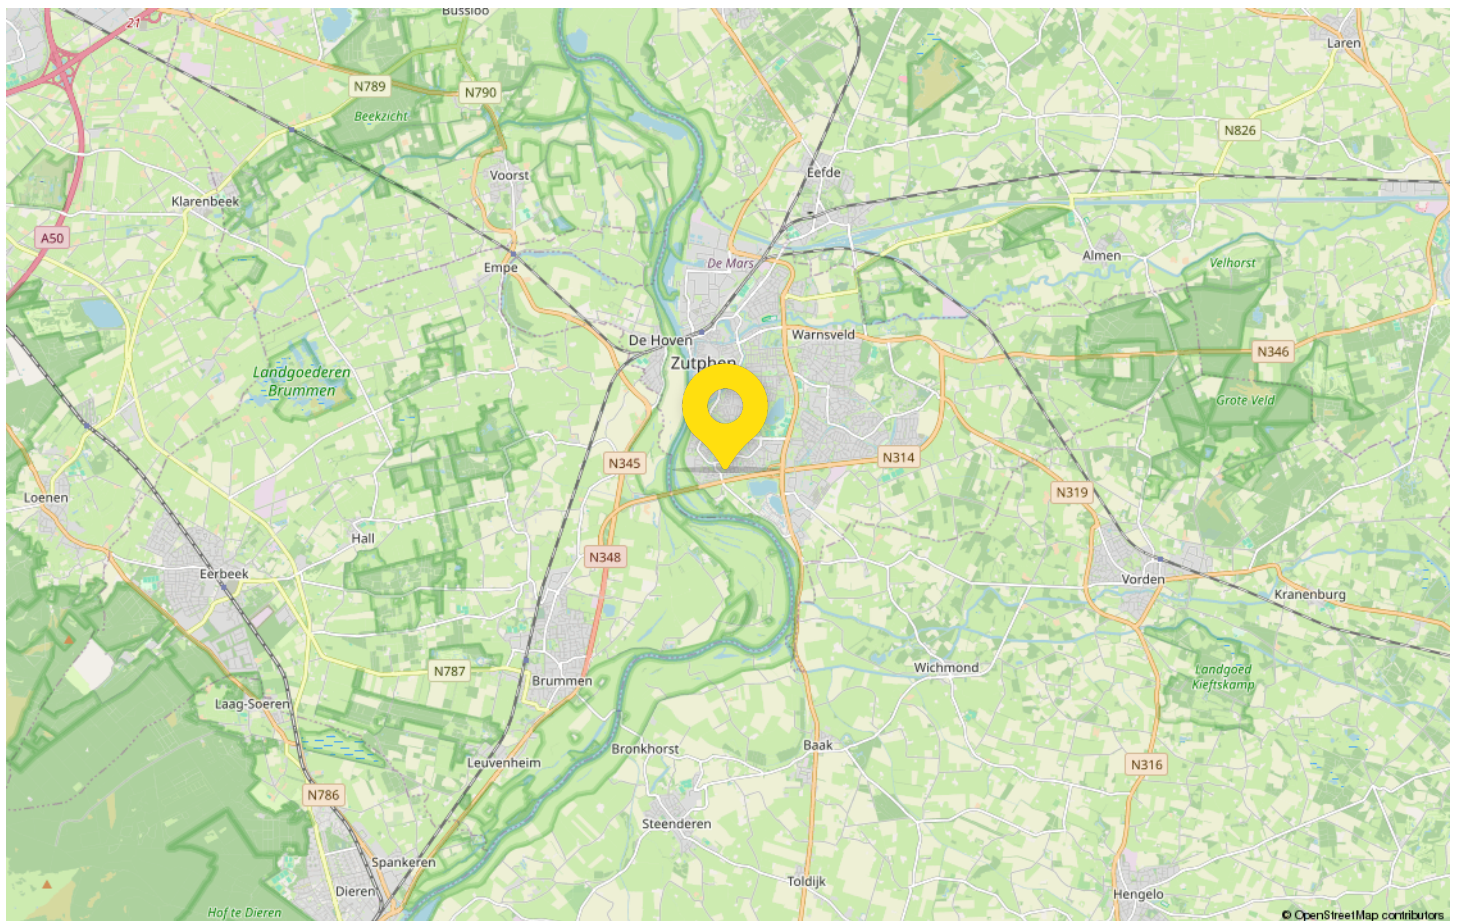 Bussloo
21
Laren
N789
N790
Beekzicht
N826
Eefde
Voorst
Klarenbeek
A50
Almen
Velhorst
De Mars
Empe
De Hoven
Warnsveld
Zutphen
N346
Landgoederen
Brummen
Grote Veld
N345
N314
Loenen
N319
Hall
N348
Eerbeek
Vorden
Kranenburg
N787
Brummen
Wichmond
Landgoed
Kieftskamp
Laag-Soeren
Bronkhorst
Baak
Leuvenheim
N316
N786
Steenderen
Spankeren
Dieren
Toldijk
Hengelo
Hof te Dieren
© OpenStreetMap contributors